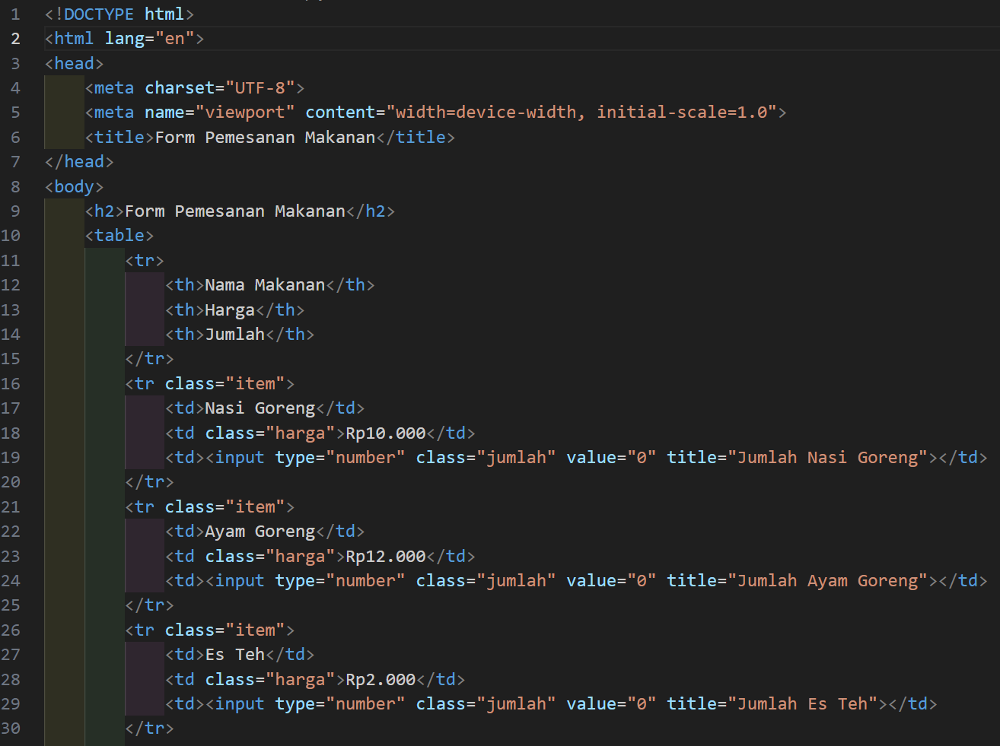 1 <!DOCTYPE html>
2 <html lang="en">
3 <head>
4     <meta charset="UTF-8">
5     <meta name="viewport" content="width=device-width, initial-scale=1.0">
6     <title>Form Pemesanan Makanan</title>
7 </head>
8 <body>
9     <h2>Form Pemesanan Makanan</h2>
10     <table>
11         <tr>
12             <th>Nama Makanan</th>
13             <th>Harga</th>
14             <th>Jumlah</th>
15         </tr>
16         <tr class="item">
17             <td>Nasi Goreng</td>
18             <td class="harga">Rp10.000</td>
19             <td><input type="number" class="jumlah" value="0" title="Jumlah Nasi Goreng"></td>
20         </tr>
21         <tr class="item">
22             <td>Ayam Goreng</td>
23             <td class="harga">Rp12.000</td>
24             <td><input type="number" class="jumlah" value="0" title="Jumlah Ayam Goreng"></td>
25         </tr>
26         <tr class="item">
27             <td>Es Teh</td>
28             <td class="harga">Rp2.000</td>
29             <td><input type="number" class="jumlah" value="0" title="Jumlah Es Teh"></td>
30         </tr>